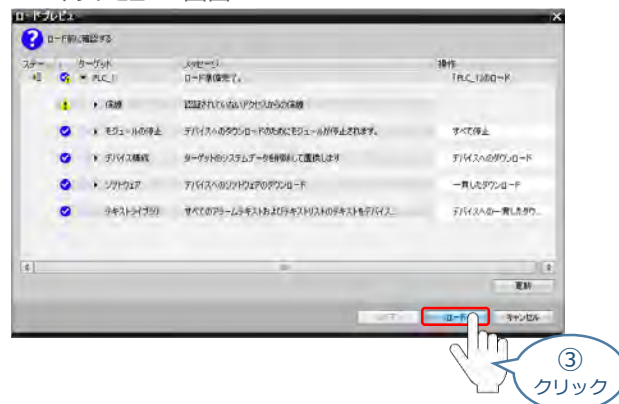 ロードプレビュー
ロード前に確認する
ステー... ターゲット メッセージ 操作
PLC_1 ロード準備完了。 「PLC_1」のロード
保護 認証されていないアクセスからの保護
モジュールの停止 デバイスへのダウンロードのためにモジュールが停止されます。 すべて停止
デバイス構成 ターゲットのシステムデータを削除して置換します デバイスへのダウンロード
ソフトウェア デバイスへのソフトウェアのダウンロード 一貫したダウンロード
テキストライブラリ すべてのアラームテキストおよびテキストリストのテキストをデバイス... デバイスへの一貫したダウ...
更新
ロード キャンセル
③
クリック